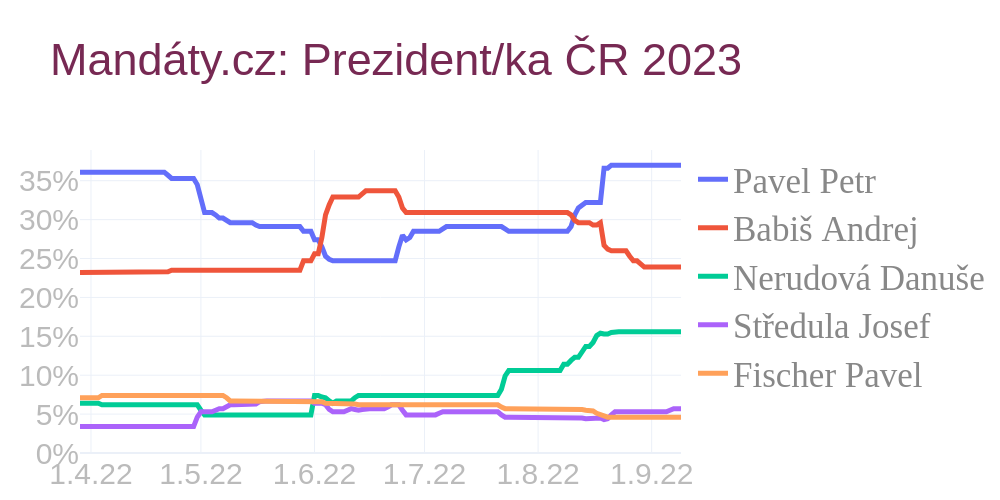 Mandáty.cz: Prezident/ka ČR 2023
35%
30%
25%
20%
15%
10%
5%
0%
1.4.22 1.5.22 1.6.22 1.7.22 1.8.22 1.9.22
Pavel Petr
Babiš Andrej
Nerudová Danuše
Středula Josef
Fischer Pavel